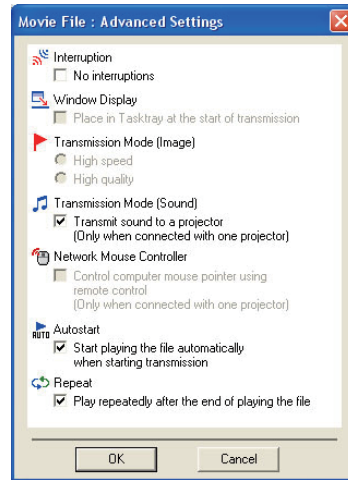 Movie File : Advanced Settings
Interruption
No interruptions
Window Display
Place in Tasktray at the start of transmission
Transmission Mode (Image)
High speed
High quality
Transmission Mode (Sound)
Transmit sound to a projector
(Only when connected with one projector)
Network Mouse Controller
Control computer mouse pointer using
remote control
(Only when connected with one projector)
AUTO Autostart
Start playing the file automatically
when starting transmission
Repeat
Play repeatedly after the end of playing the file
OK Cancel